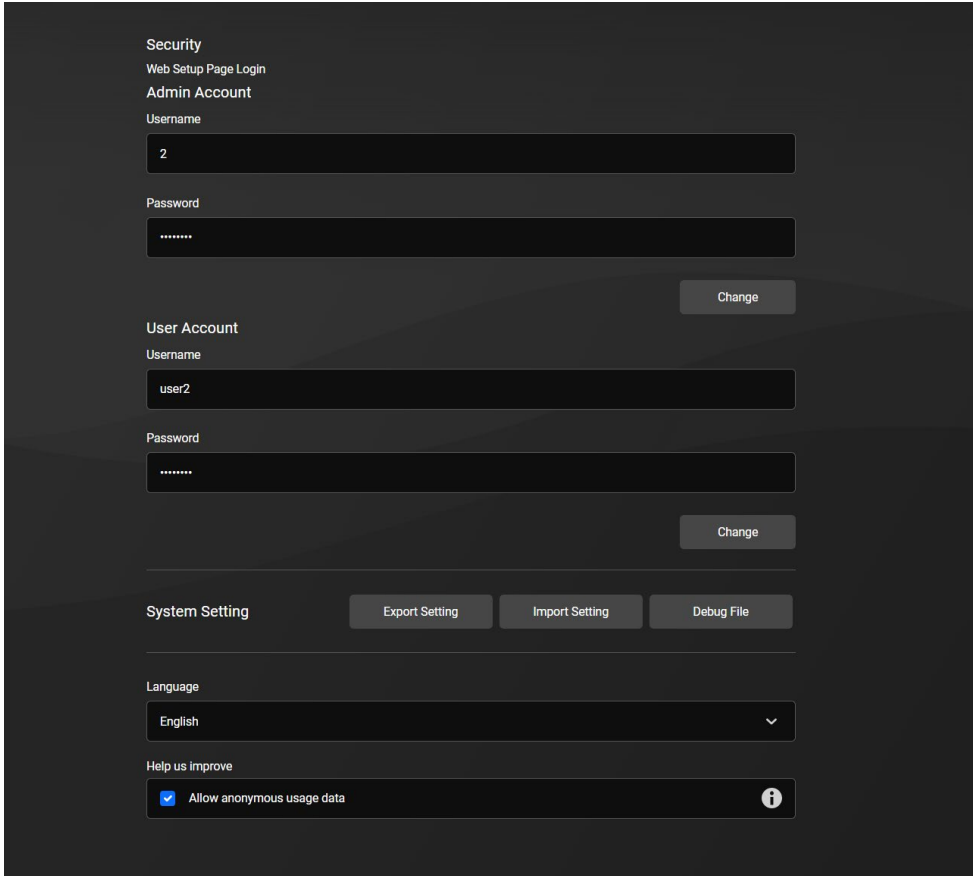 Security
Web Setup Page Login
Admin Account
Username
2
Password
••••••••
Change
User Account
Username
user2
Password
••••••••
Change
System Setting Export Setting Import Setting Debug File
Language
English
Help us improve
Allow anonymous usage data